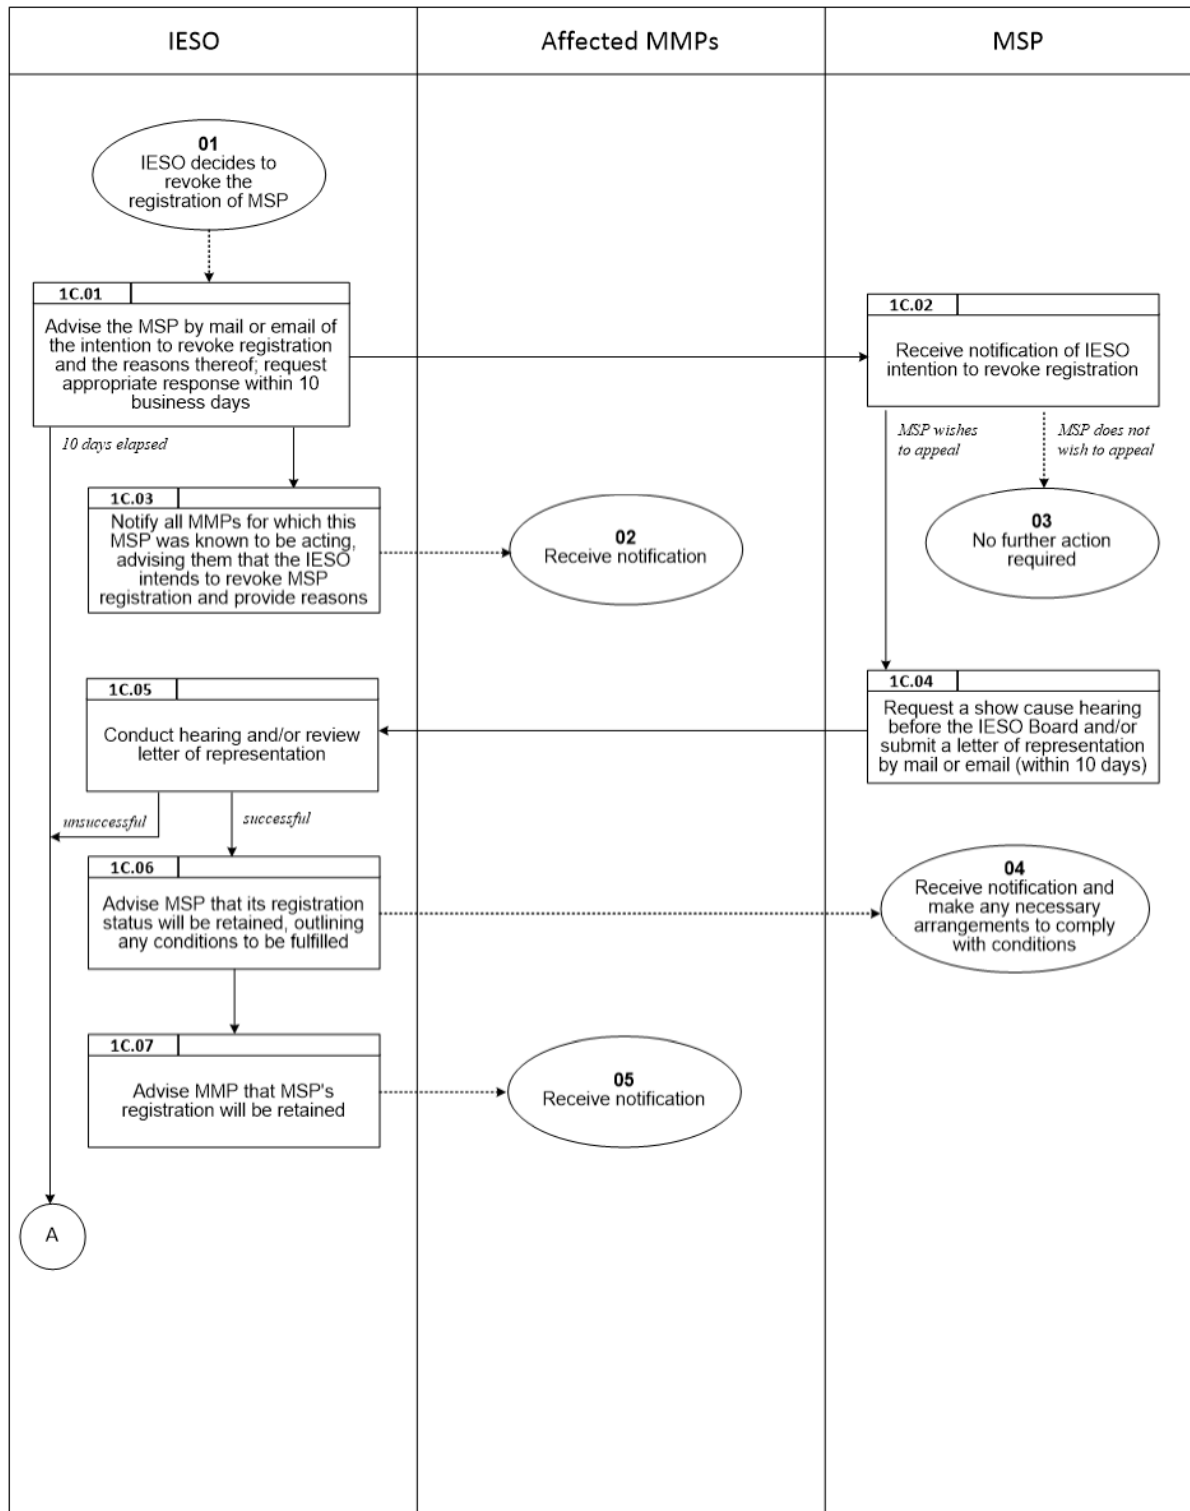 IESO
Affected MMPs
MSP
01
IESO decides to
revoke the
registration of MSP
1C.01
Advise the MSP by mail or email of
the intention to revoke registration
and the reasons thereof; request
appropriate response within 10
business days
1C.02
Receive notification of IESO
intention to revoke registration
10 days elapsed
MSP wishes
to appeal
MSP does not
wish to appeal
1C.03
Notify all MMPs for which this
MSP was known to be acting,
advising them that the IESO
intends to revoke MSP
registration and provide reasons
02
Receive notification
03
No further action
required
1C.04
Request a show cause hearing
before the IESO Board and/or
submit a letter of representation
by mail or email (within 10 days)
1C.05
Conduct hearing and/or review
letter of representation
unsuccessful
successful
1C.06
Advise MSP that its registration
status will be retained, outlining
any conditions to be fulfilled
04
Receive notification and
make any necessary
arrangements to comply
with conditions
1C.07
Advise MMP that MSP's
registration will be retained
05
Receive notification
A